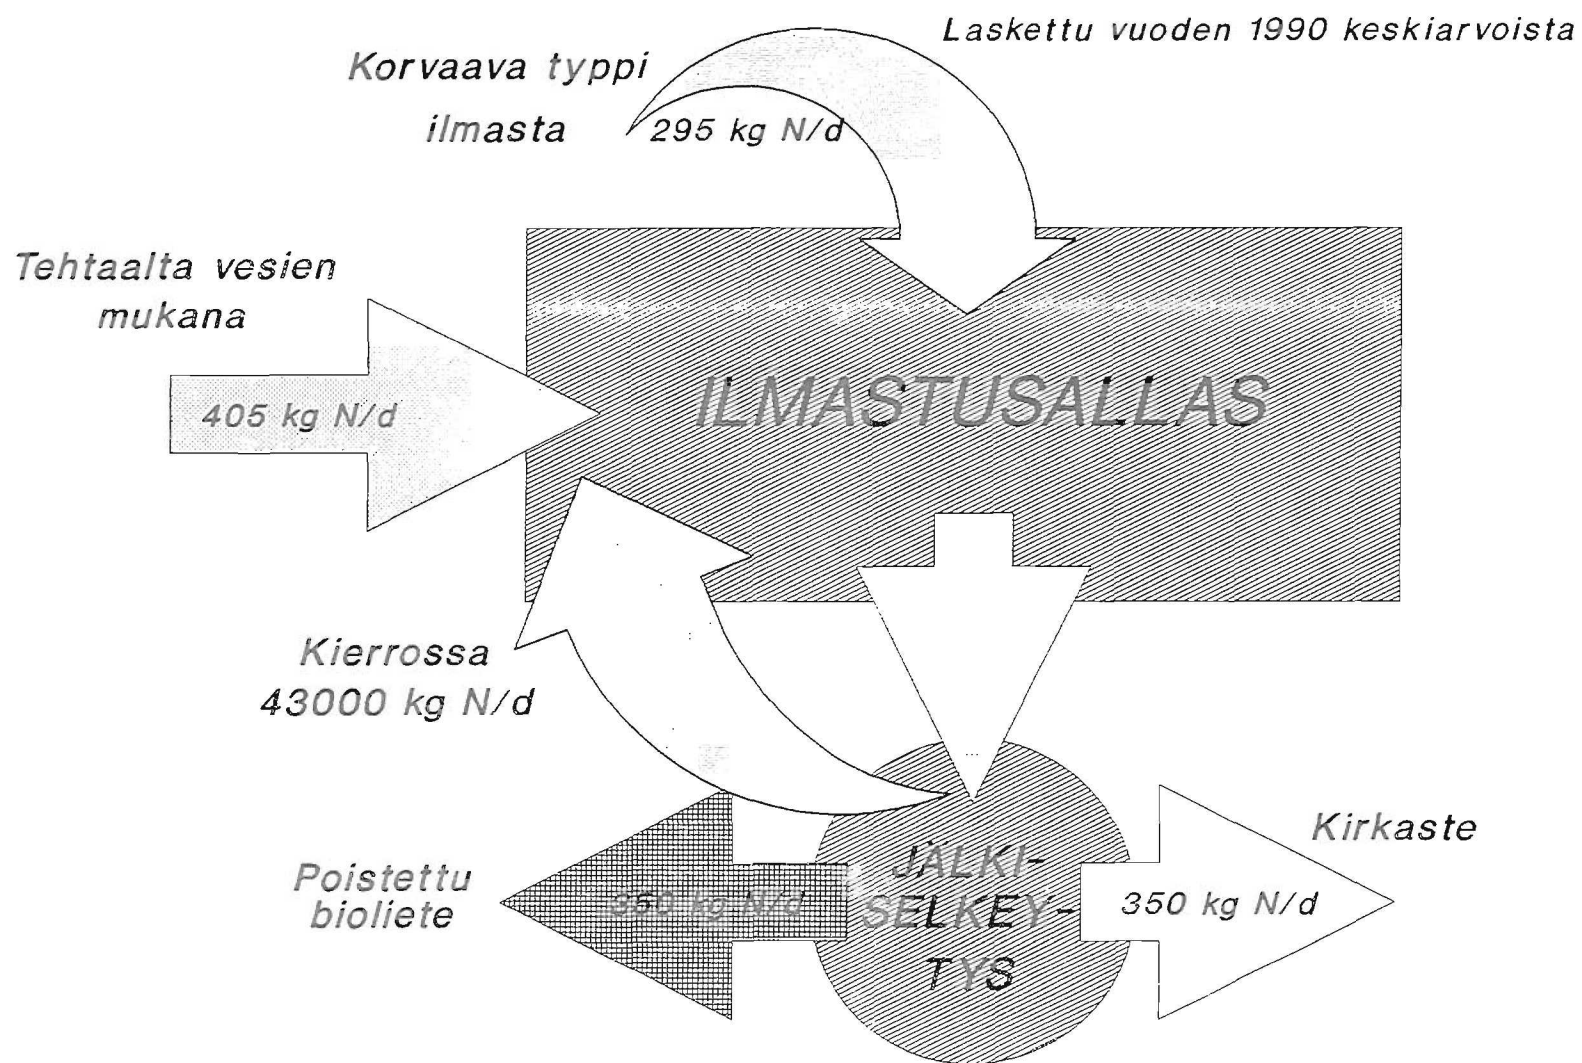 Laskettu vuoden 1990 keskiarvoista
Korvaava typpi
ilmasta
295 kg N/d
Tehtaalta vesien
mukana
405 kg N/d
ILMASTUSALLAS
Kierrossa
43000 kg N/d
Poistettu
bioliete
350 kg N/d
JÄLKI-
SELKEY-
TYS
350 kg N/d
Kirkaste